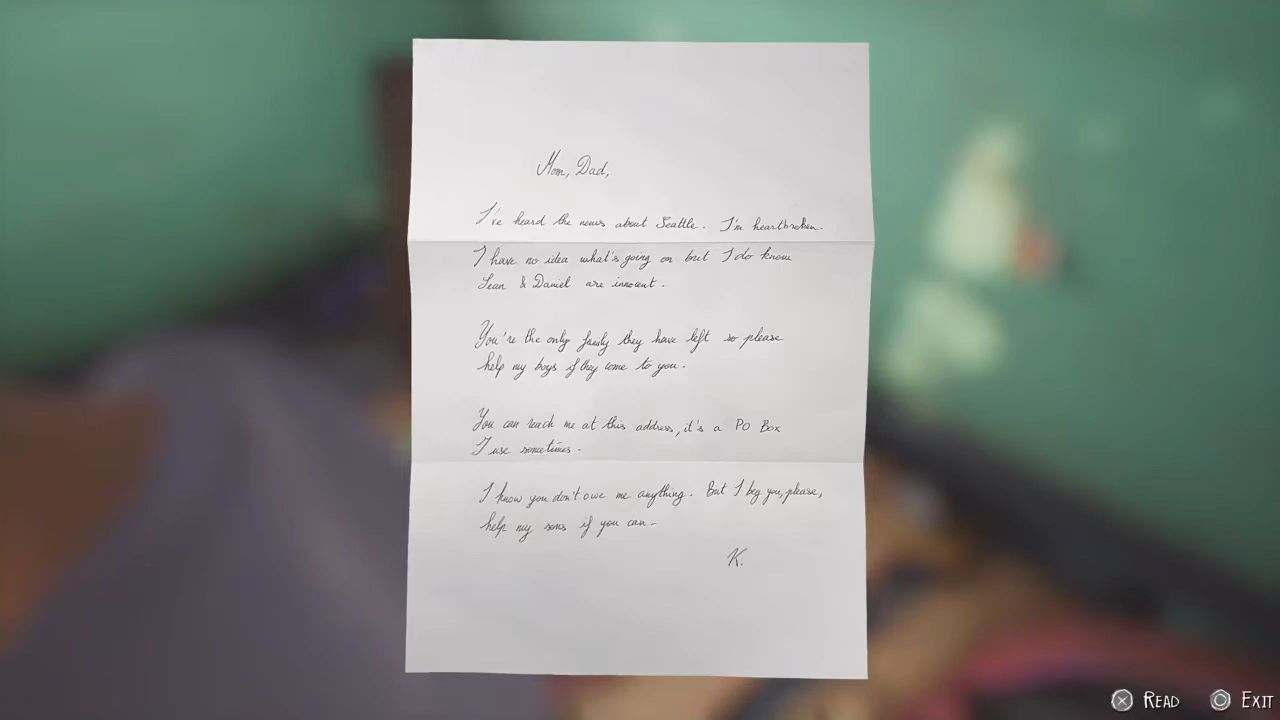 Mom, Dad,
I've heard the news about Seattle. I'm heartbroken.
I have no idea what's going on but I do know
Sean & Daniel are innocent.
You're the only family they have left so please
help my boys if they come to you.
You can reach me at this address, it's a PO Box
I use sometimes.
I know you don't owe me anything. But I beg you, please,
help my sons if you can.
K.
READ
EXIT